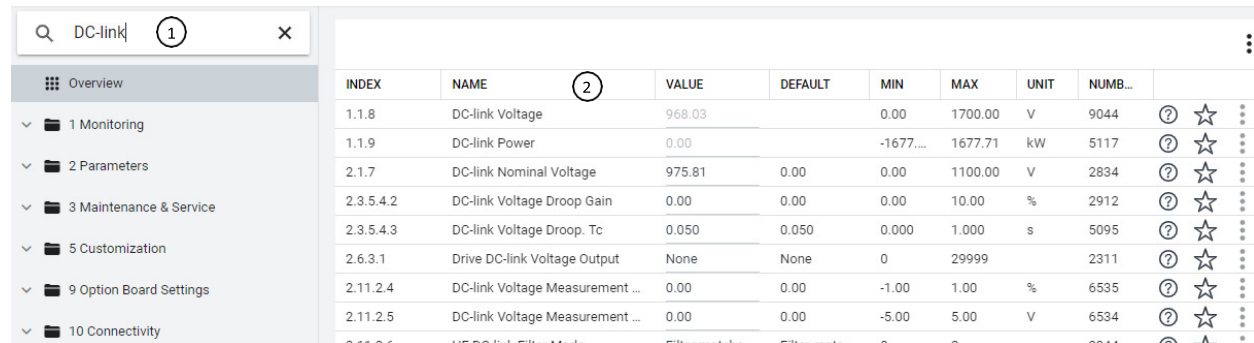 DC-link 1
Overview
1 Monitoring
2 Parameters
3 Maintenance & Service
5 Customization
9 Option Board Settings
10 Connectivity
2
INDEX NAME VALUE DEFAULT MIN MAX UNIT NUMB...
1.1.8 DC-link Voltage 968.03 0.00 1700.00 V 9044
1.1.9 DC-link Power 0.00 -1677.... 1677.71 kW 5117
2.1.7 DC-link Nominal Voltage 975.81 0.00 0.00 1100.00 V 2834
2.3.5.4.2 DC-link Voltage Droop Gain 0.00 0.00 0.00 10.00 % 2912
2.3.5.4.3 DC-link Voltage Droop. Tc 0.050 0.050 0.000 1.000 s 5095
2.6.3.1 Drive DC-link Voltage Output None None 0 29999 2311
2.11.2.4 DC-link Voltage Measurement ... 0.00 0.00 -1.00 1.00 % 6535
2.11.2.5 DC-link Voltage Measurement ... 0.00 0.00 -5.00 5.00 V 6534